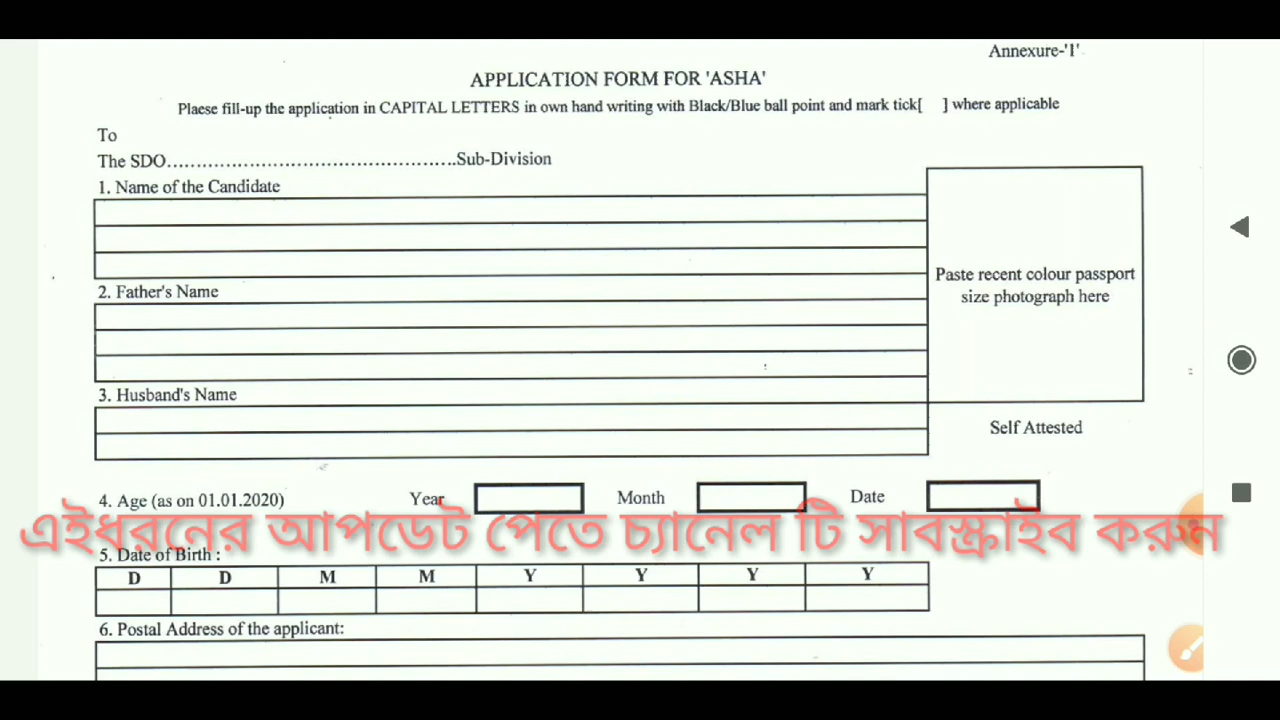 Annexure-'I'
APPLICATION FORM FOR 'ASHA'
Plaese fill-up the application in CAPITAL LETTERS in own hand writing with Black/Blue ball point and mark tick[ ] where applicable
To
The SDO.................................................Sub-Division
1. Name of the Candidate
Paste recent colour passport
size photograph here
2. Father's Name
3. Husband's Name
Self Attested
4. Age (as on 01.01.2020) Year Month Date
এইধরনের আপডেট পেতে চ্যানেল টি সাবস্ক্রাইব করুন
5. Date of Birth :
D D M M Y Y Y Y
6. Postal Address of the applicant: